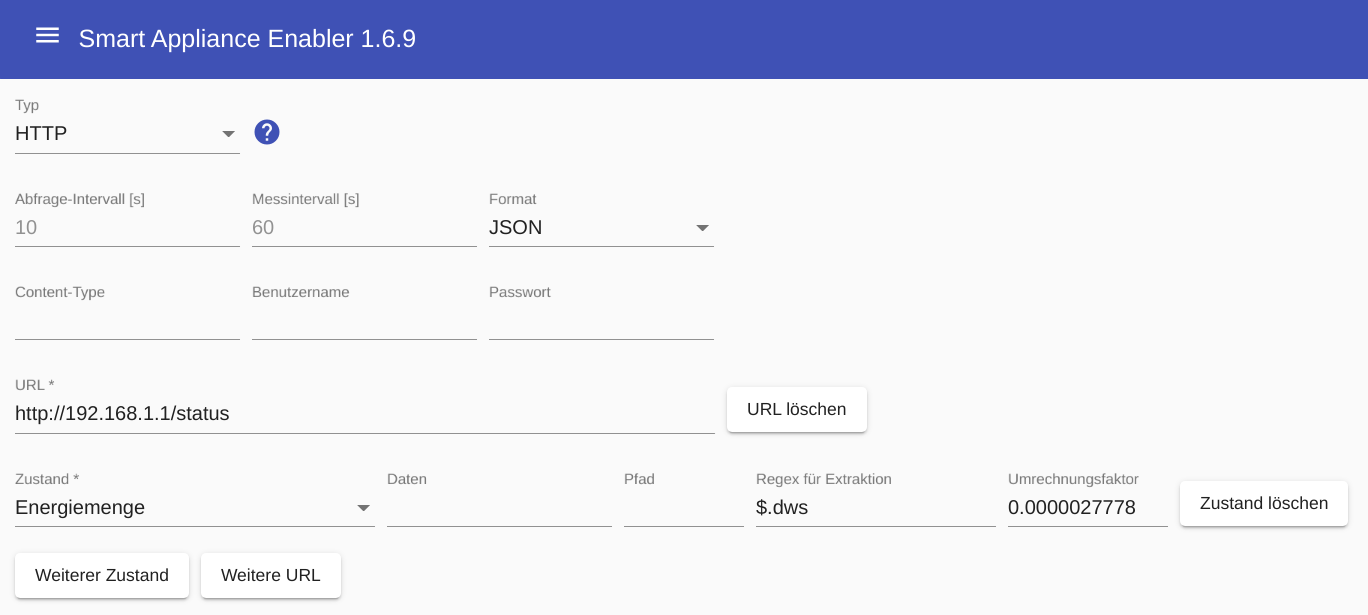 Smart Appliance Enabler 1.6.9
Typ
HTTP
?
Abfrage-Intervall [s] Messintervall [s] Format
10 60 JSON
Content-Type Benutzername Passwort
URL *
http://192.168.1.1/status URL löschen
Zustand * Daten Pfad Regex für Extraktion Umrechnungsfaktor
Energiemenge $.dws 0.0000027778 Zustand löschen
Weiterer Zustand Weitere URL